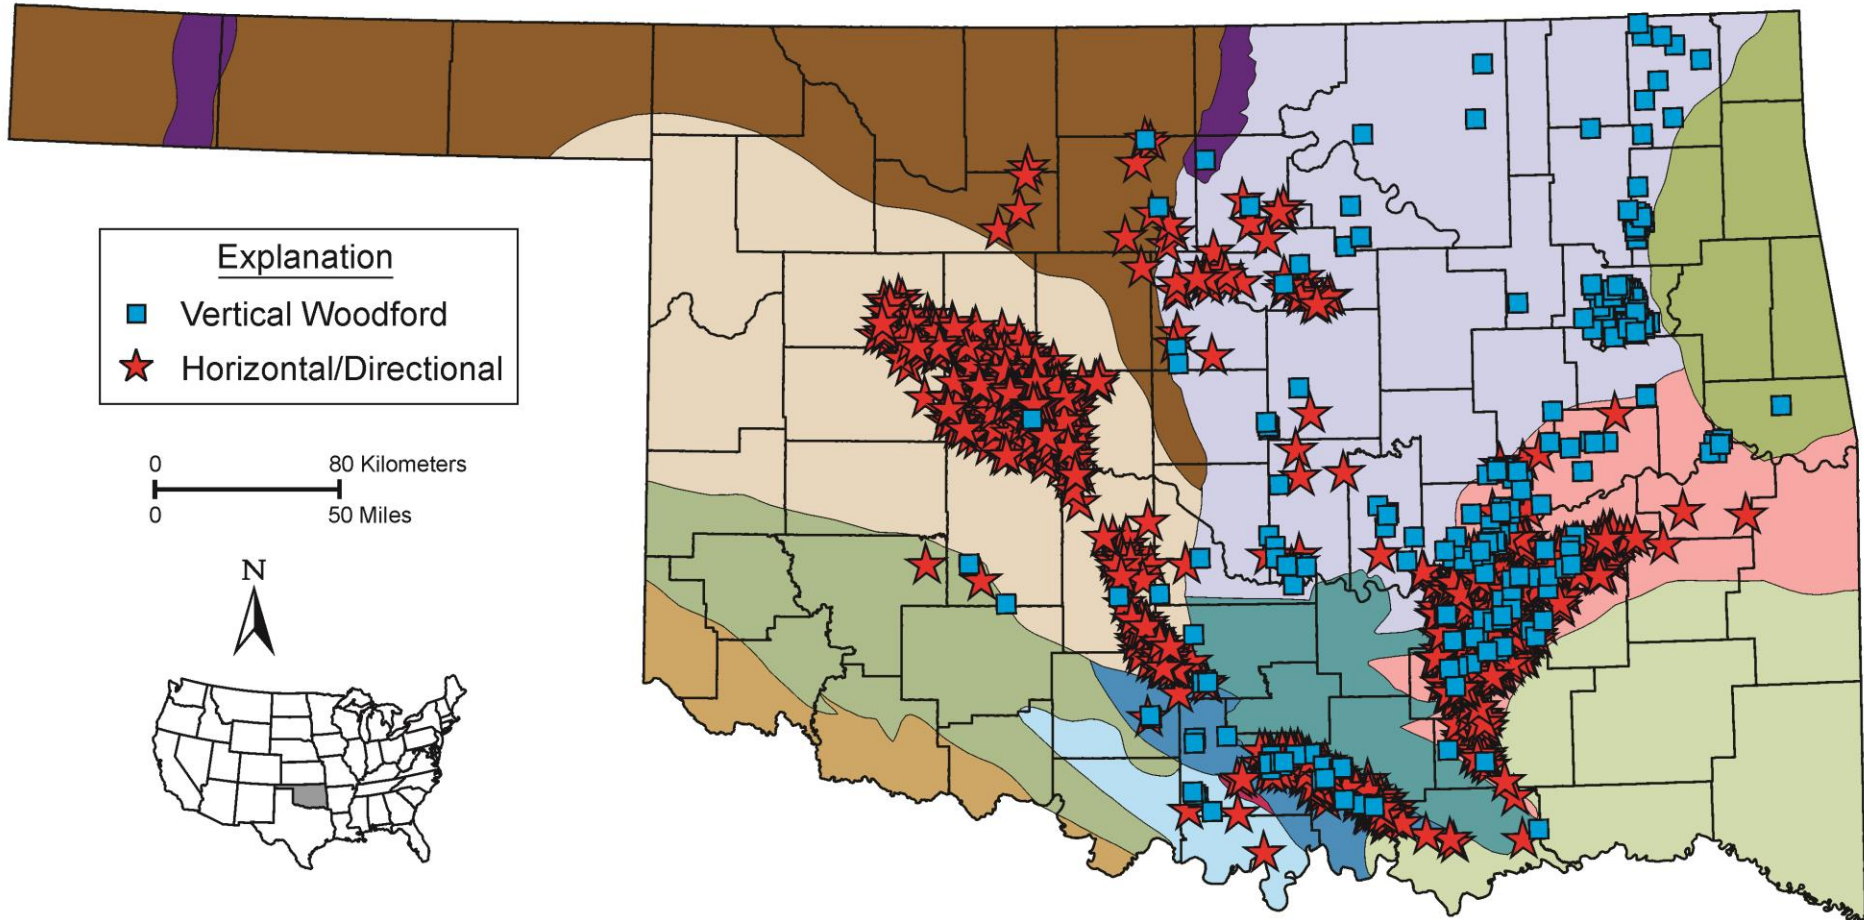 Explanation
Vertical Woodford
Horizontal/Directional
0 80 Kilometers
0 50 Miles
N